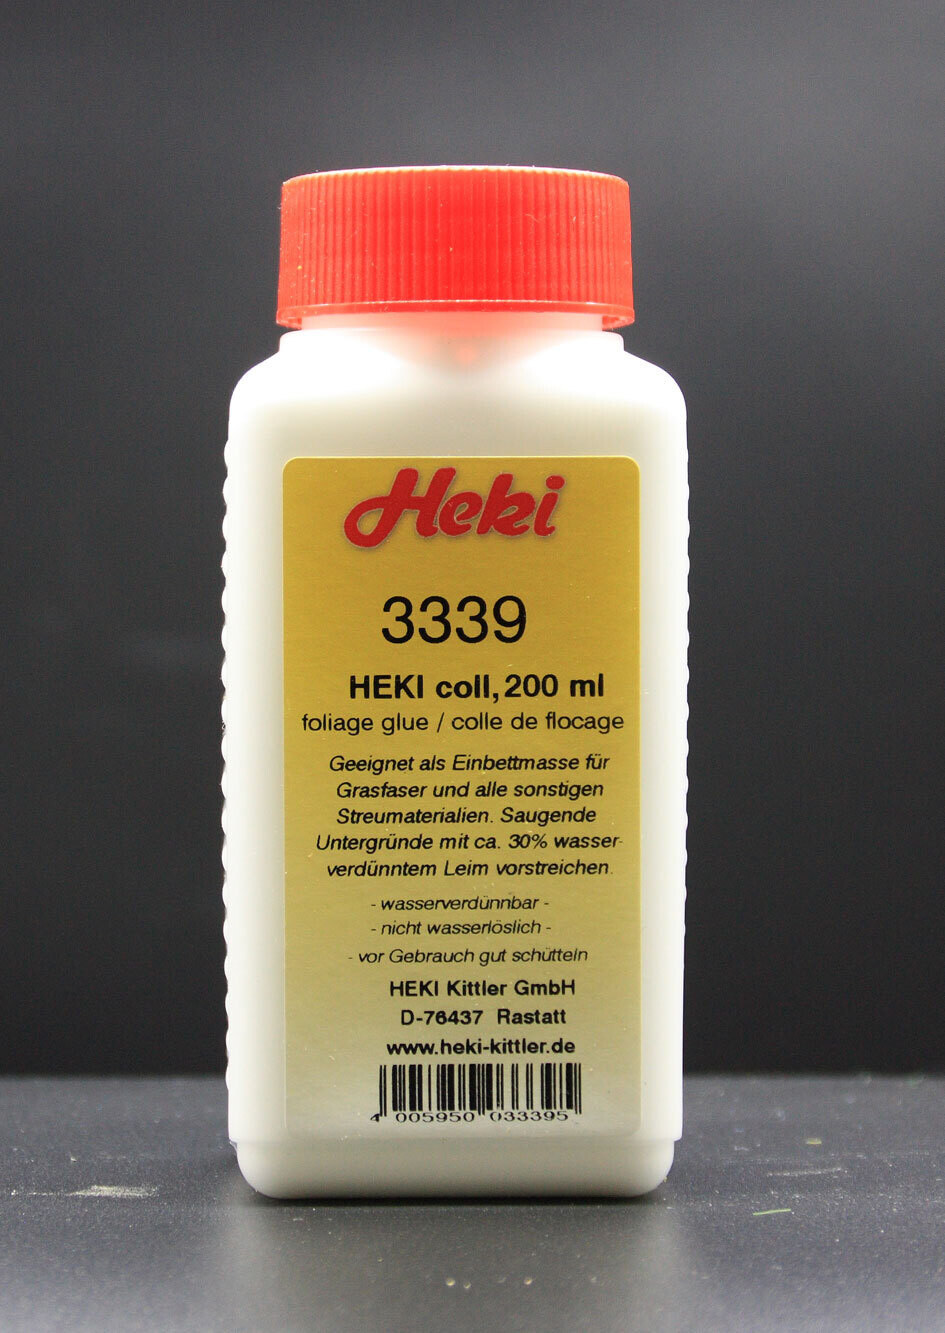 Heki
3339
HEKI coll, 200 ml
foliage glue / colle de flocage
Geeignet als Einbettmasse für
Grasfaser und alle sonstigen
Streumaterialien. Saugende
Untergründe mit ca. 30% wasser-
verdünntem Leim vorstreichen.
- wasserverdünnbar -
- nicht wasserlöslich -
- vor Gebrauch gut schütteln
HEKI Kittler GmbH
D-76437 Rastatt
www.heki-kittler.de
4 005950 033395